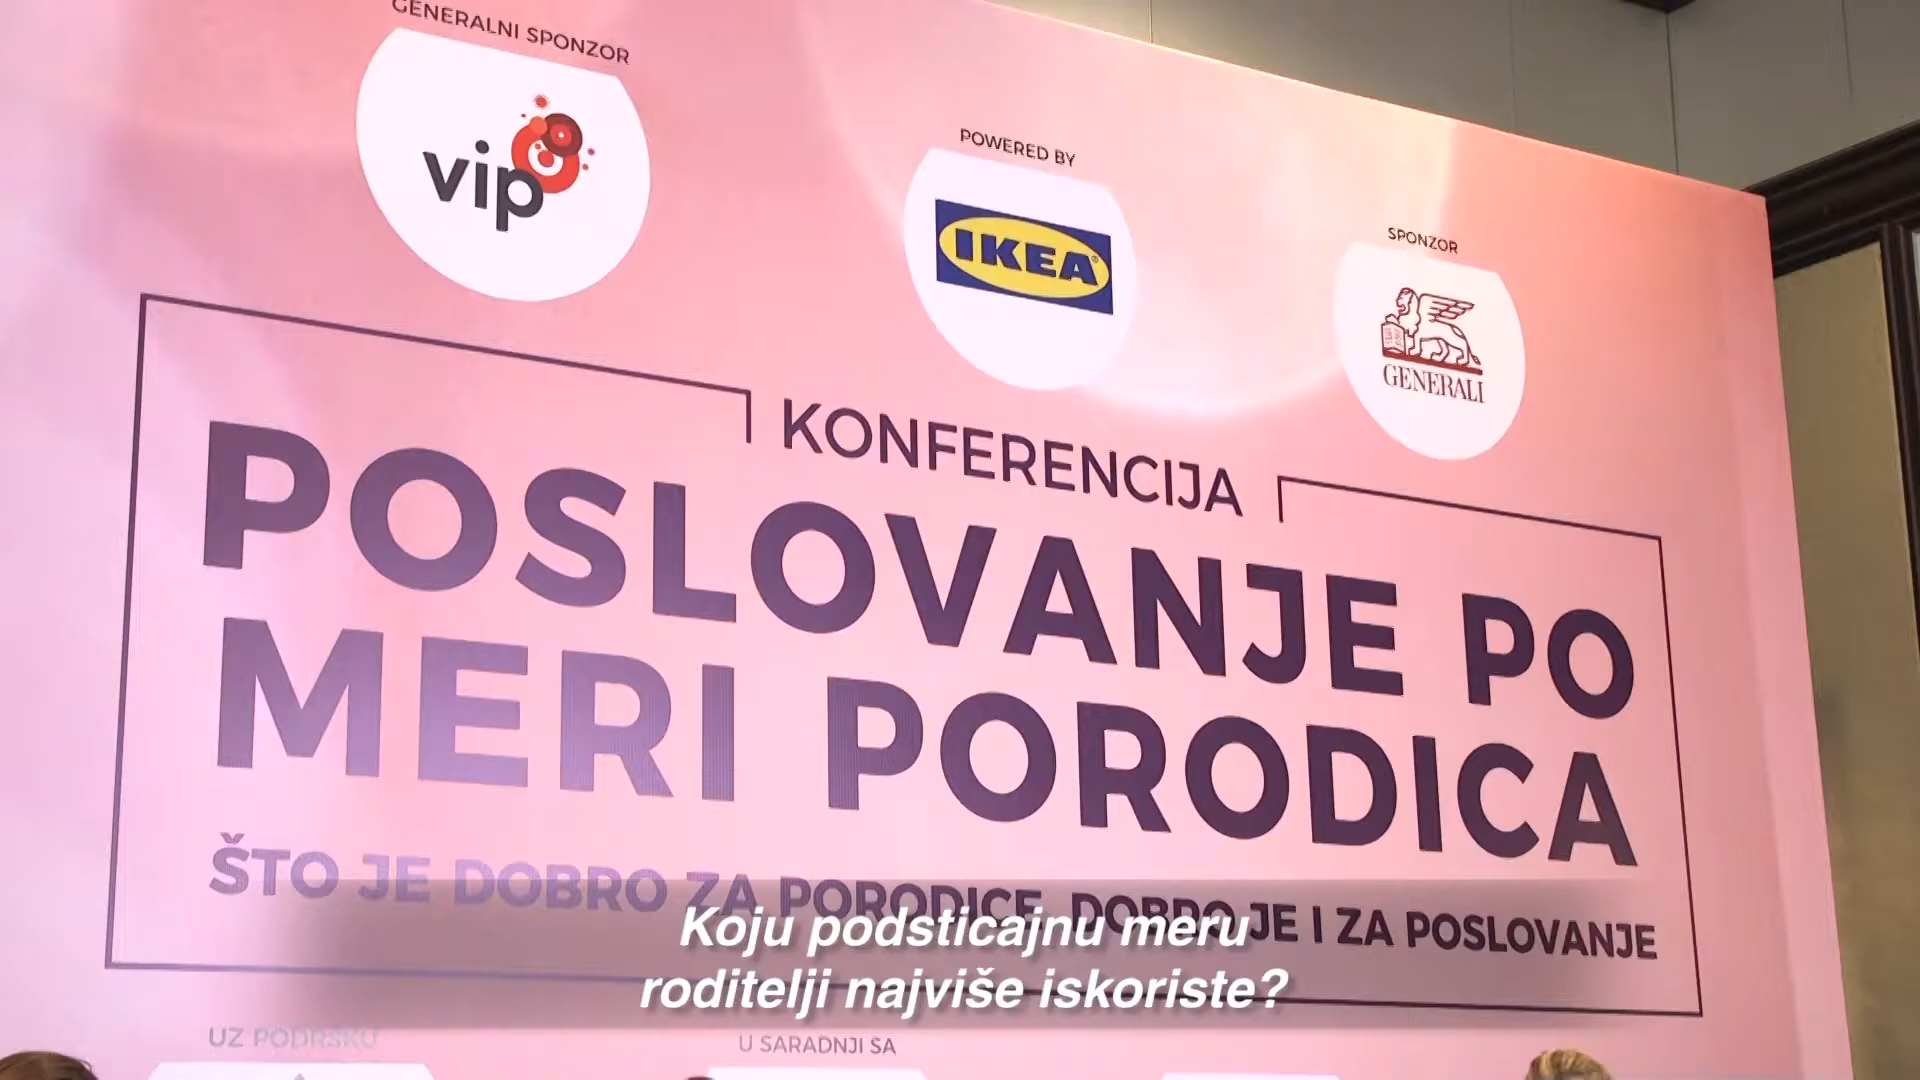 GENERALNI SPONZOR
vip
POWERED BY
IKEA
SPONZOR
GENERALI
KONFERENCIJA
POSLOVANJE PO
MERI PORODICA
ŠTO JE DOBRO ZA PORODICE, DOBRO JE I ZA POSLOVANJE
Koju podsticajnu meru
roditelji najviše iskoriste?
UZ PODRŠKU
U SARADNJI SA